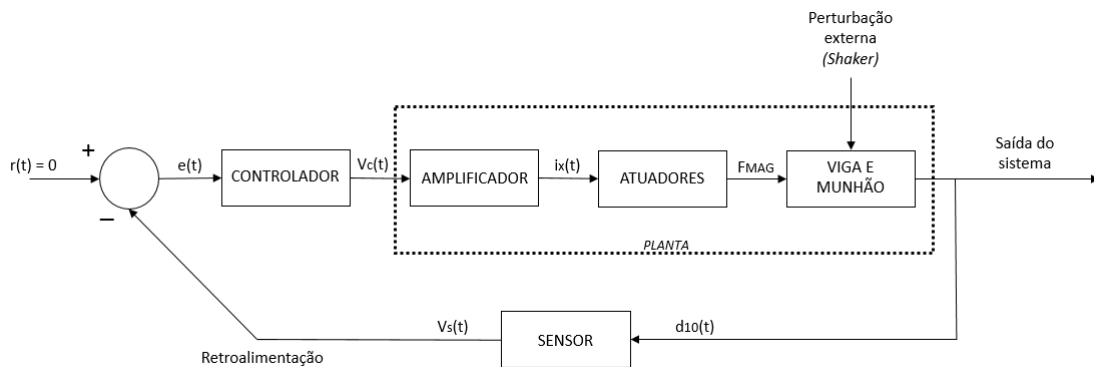 Perturbação
externa
(Shaker)
Saída do
sistema
+
r(t) = 0
e(t)
CONTROLADOR
Vc(t)
AMPLIFICADOR
ix(t)
ATUADORES
FMAG
VIGA E
MUNHÃO
−
PLANTA
Vs(t)
SENSOR
d10(t)
Retroalimentação